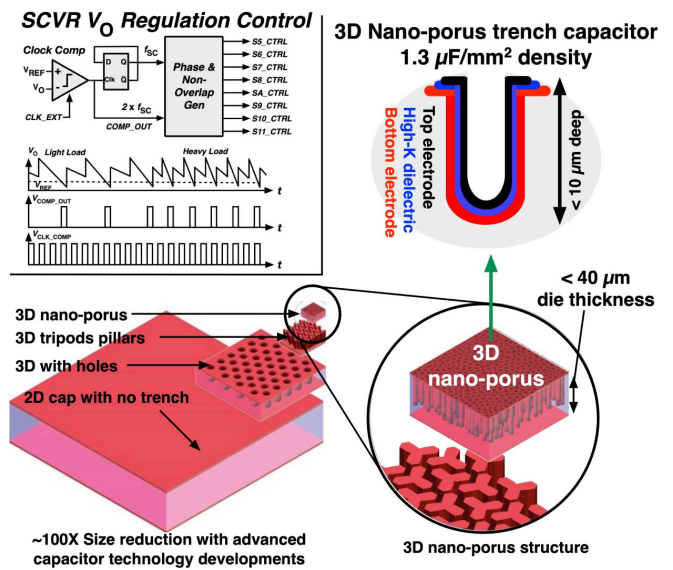 SCVR VO Regulation Control
Clock Comp
fSC
D Q
Clk Q
VREF
VO
CLK_EXT
2 x fSC
COMP_OUT
Phase &
Non-
Overlap
Gen
S5_CTRL
S6_CTRL
S7_CTRL
S8_CTRL
SA_CTRL
S9_CTRL
S10_CTRL
S11_CTRL
VO
Light Load
Heavy Load
VREF
t
VCOMP_OUT
t
VCLK_COMP
t
3D Nano-porus trench capacitor
1.3 µF/mm² density
Top electrode
High-K dielectric
Bottom electrode
> 10 µm deep
3D nano-porus
3D tripods pillars
3D with holes
2D cap with no trench
~100X Size reduction with advanced
capacitor technology developments
< 40 µm
die thickness
3D
nano-porus
3D nano-porus structure